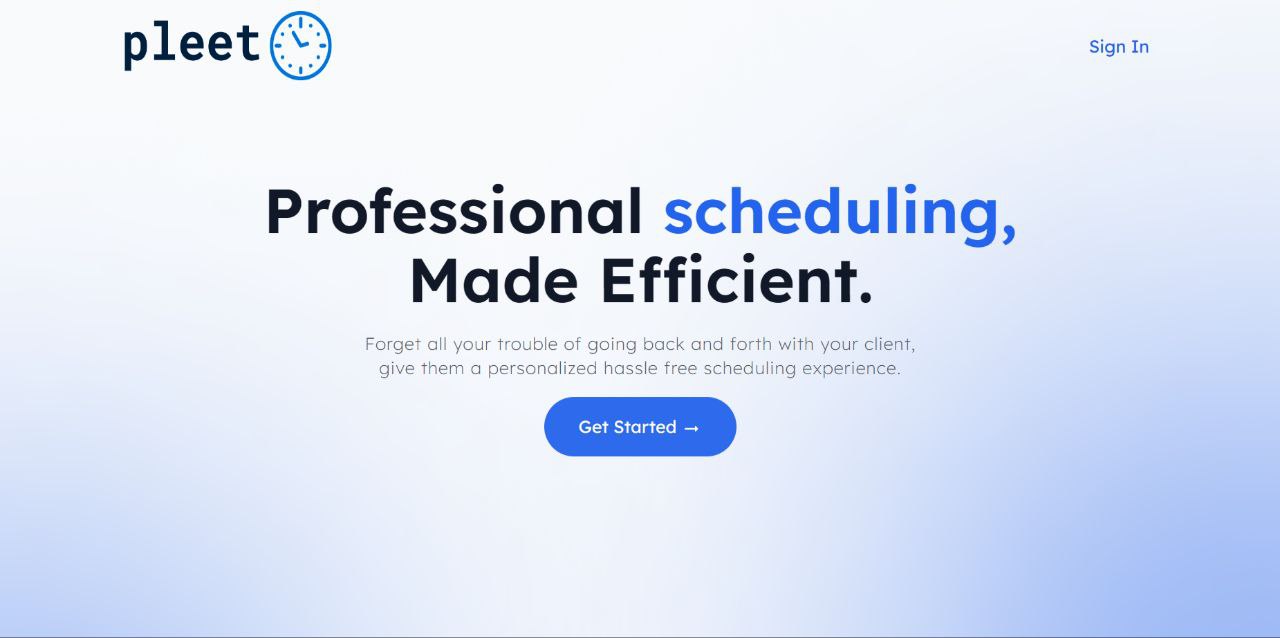 pleet
Sign In
Professional scheduling,
Made Efficient.
Forget all your trouble of going back and forth with your client,
give them a personalized hassle free scheduling experience.
Get Started →